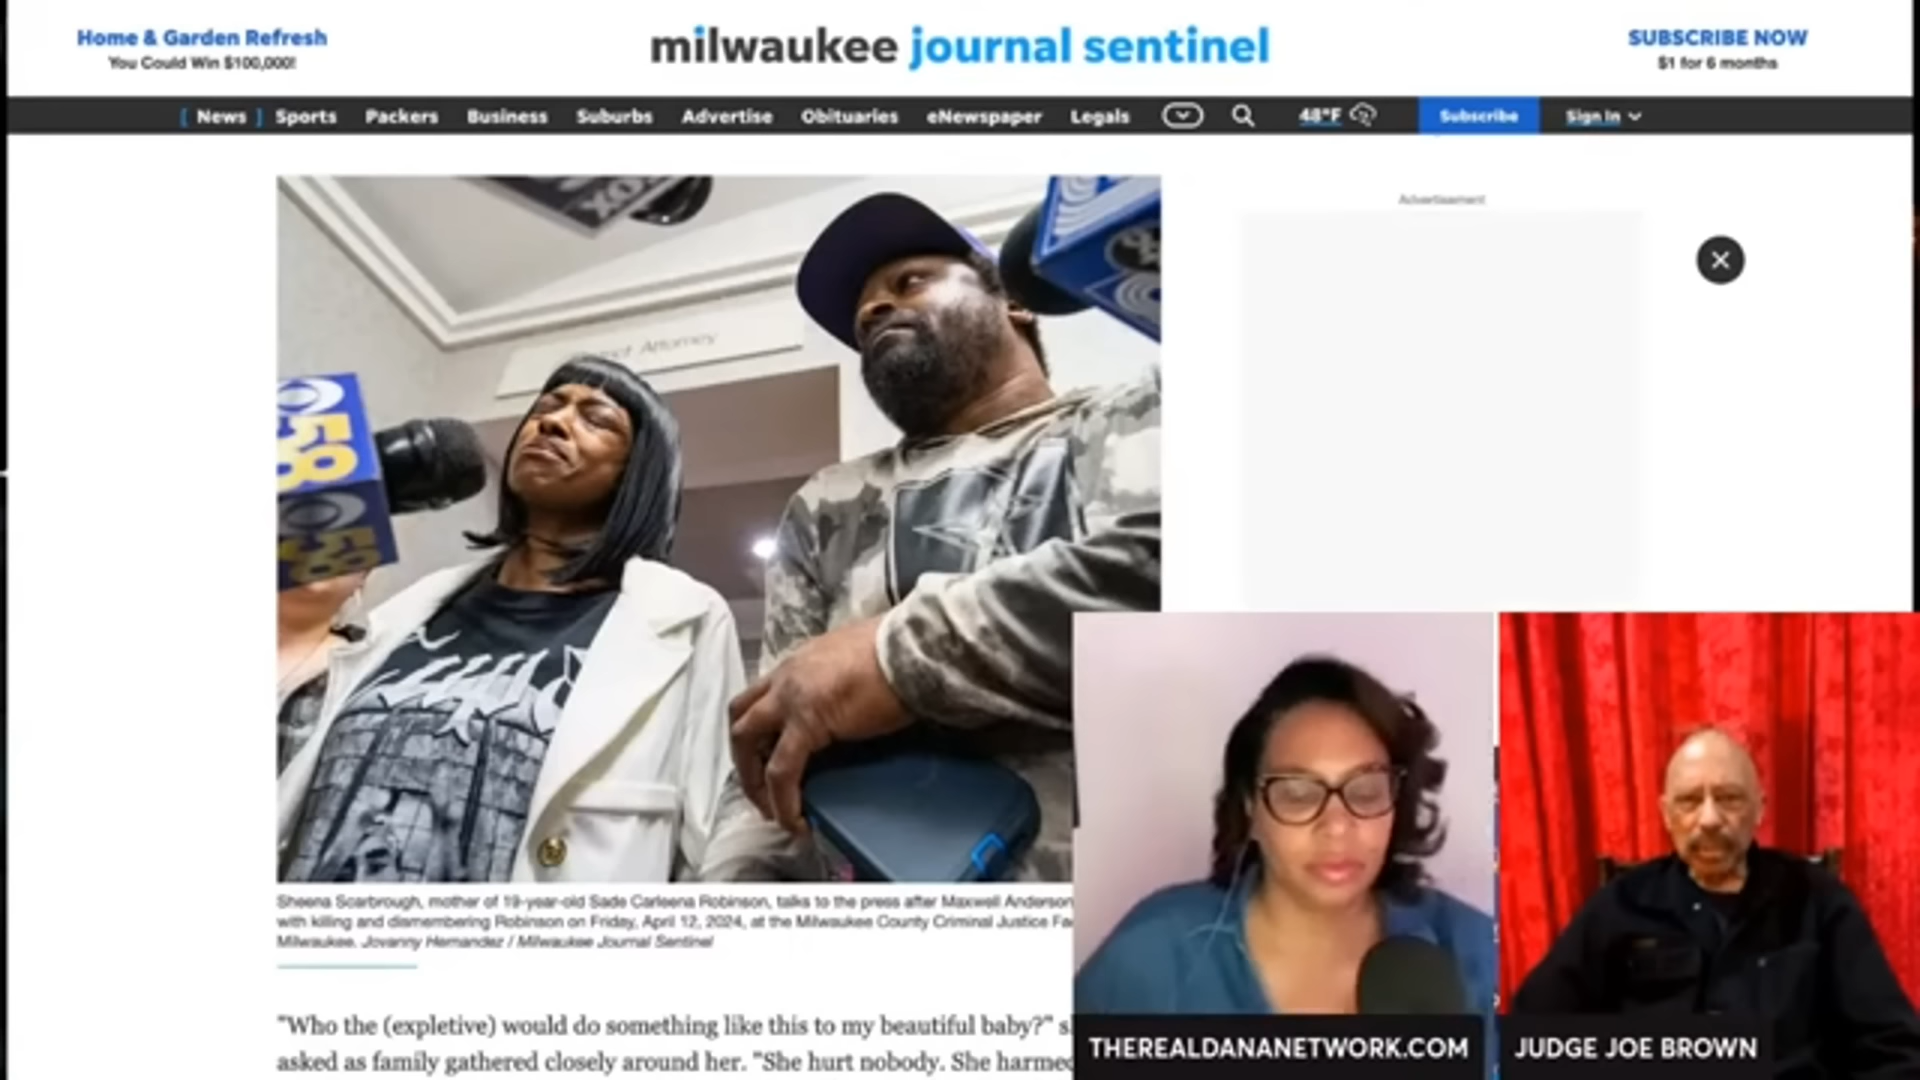 Home & Garden Refresh
You Could Win $100,000!
milwaukee journal sentinel
SUBSCRIBE NOW
$1 for 6 months
[ News ] Sports Packers Business Suburbs Advertise Obituaries eNewspaper Legals 48°F Subscribe Sign In
Advertisement
Attorney
58
58
Sheena Scarbrough, mother of 19-year-old Sade Carleena Robinson, talks to the press after Maxwell Anderson
with killing and dismembering Robinson on Friday, April 12, 2024, at the Milwaukee County Criminal Justice Fa
Milwaukee. Jovanny Hernandez / Milwaukee Journal Sentinel
"Who the (expletive) would do something like this to my beautiful baby?" s
asked as family gathered closely around her. "She hurt nobody. She harmed
THEREALDANANETWORK.COM
JUDGE JOE BROWN